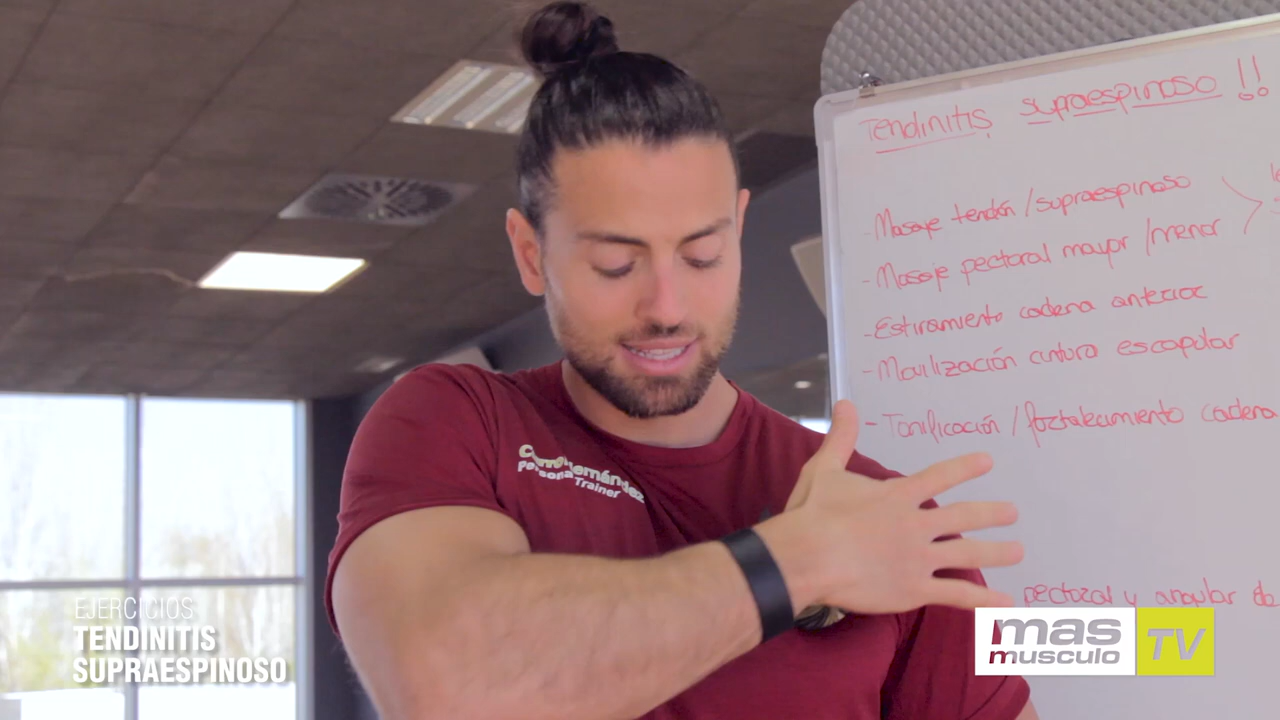 Tendinitis supraespinoso !!
- Masaje tendón / supraespinoso
- Masaje pectoral mayor / menor
- Estiramiento cadena anterior
- Movilización cintura escapular
- Tonificación / fortalecimiento cadena
pectoral y angular de
Hernández
Personal Trainer
EJERCICIOS
TENDINITIS
SUPRAESPINOSO
mas
musculo
TV